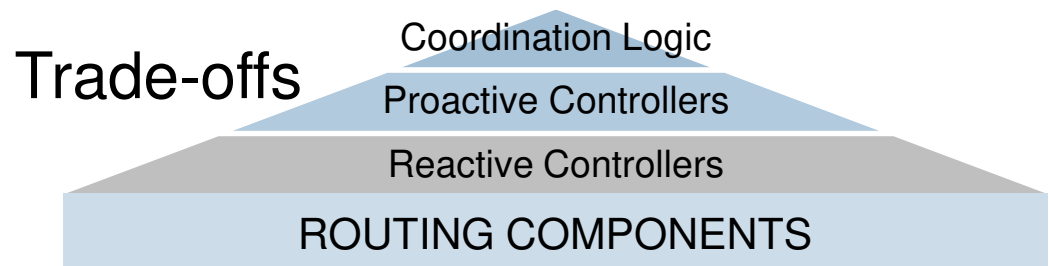 Coordination Logic
Trade-offs
Proactive Controllers
Reactive Controllers
ROUTING COMPONENTS